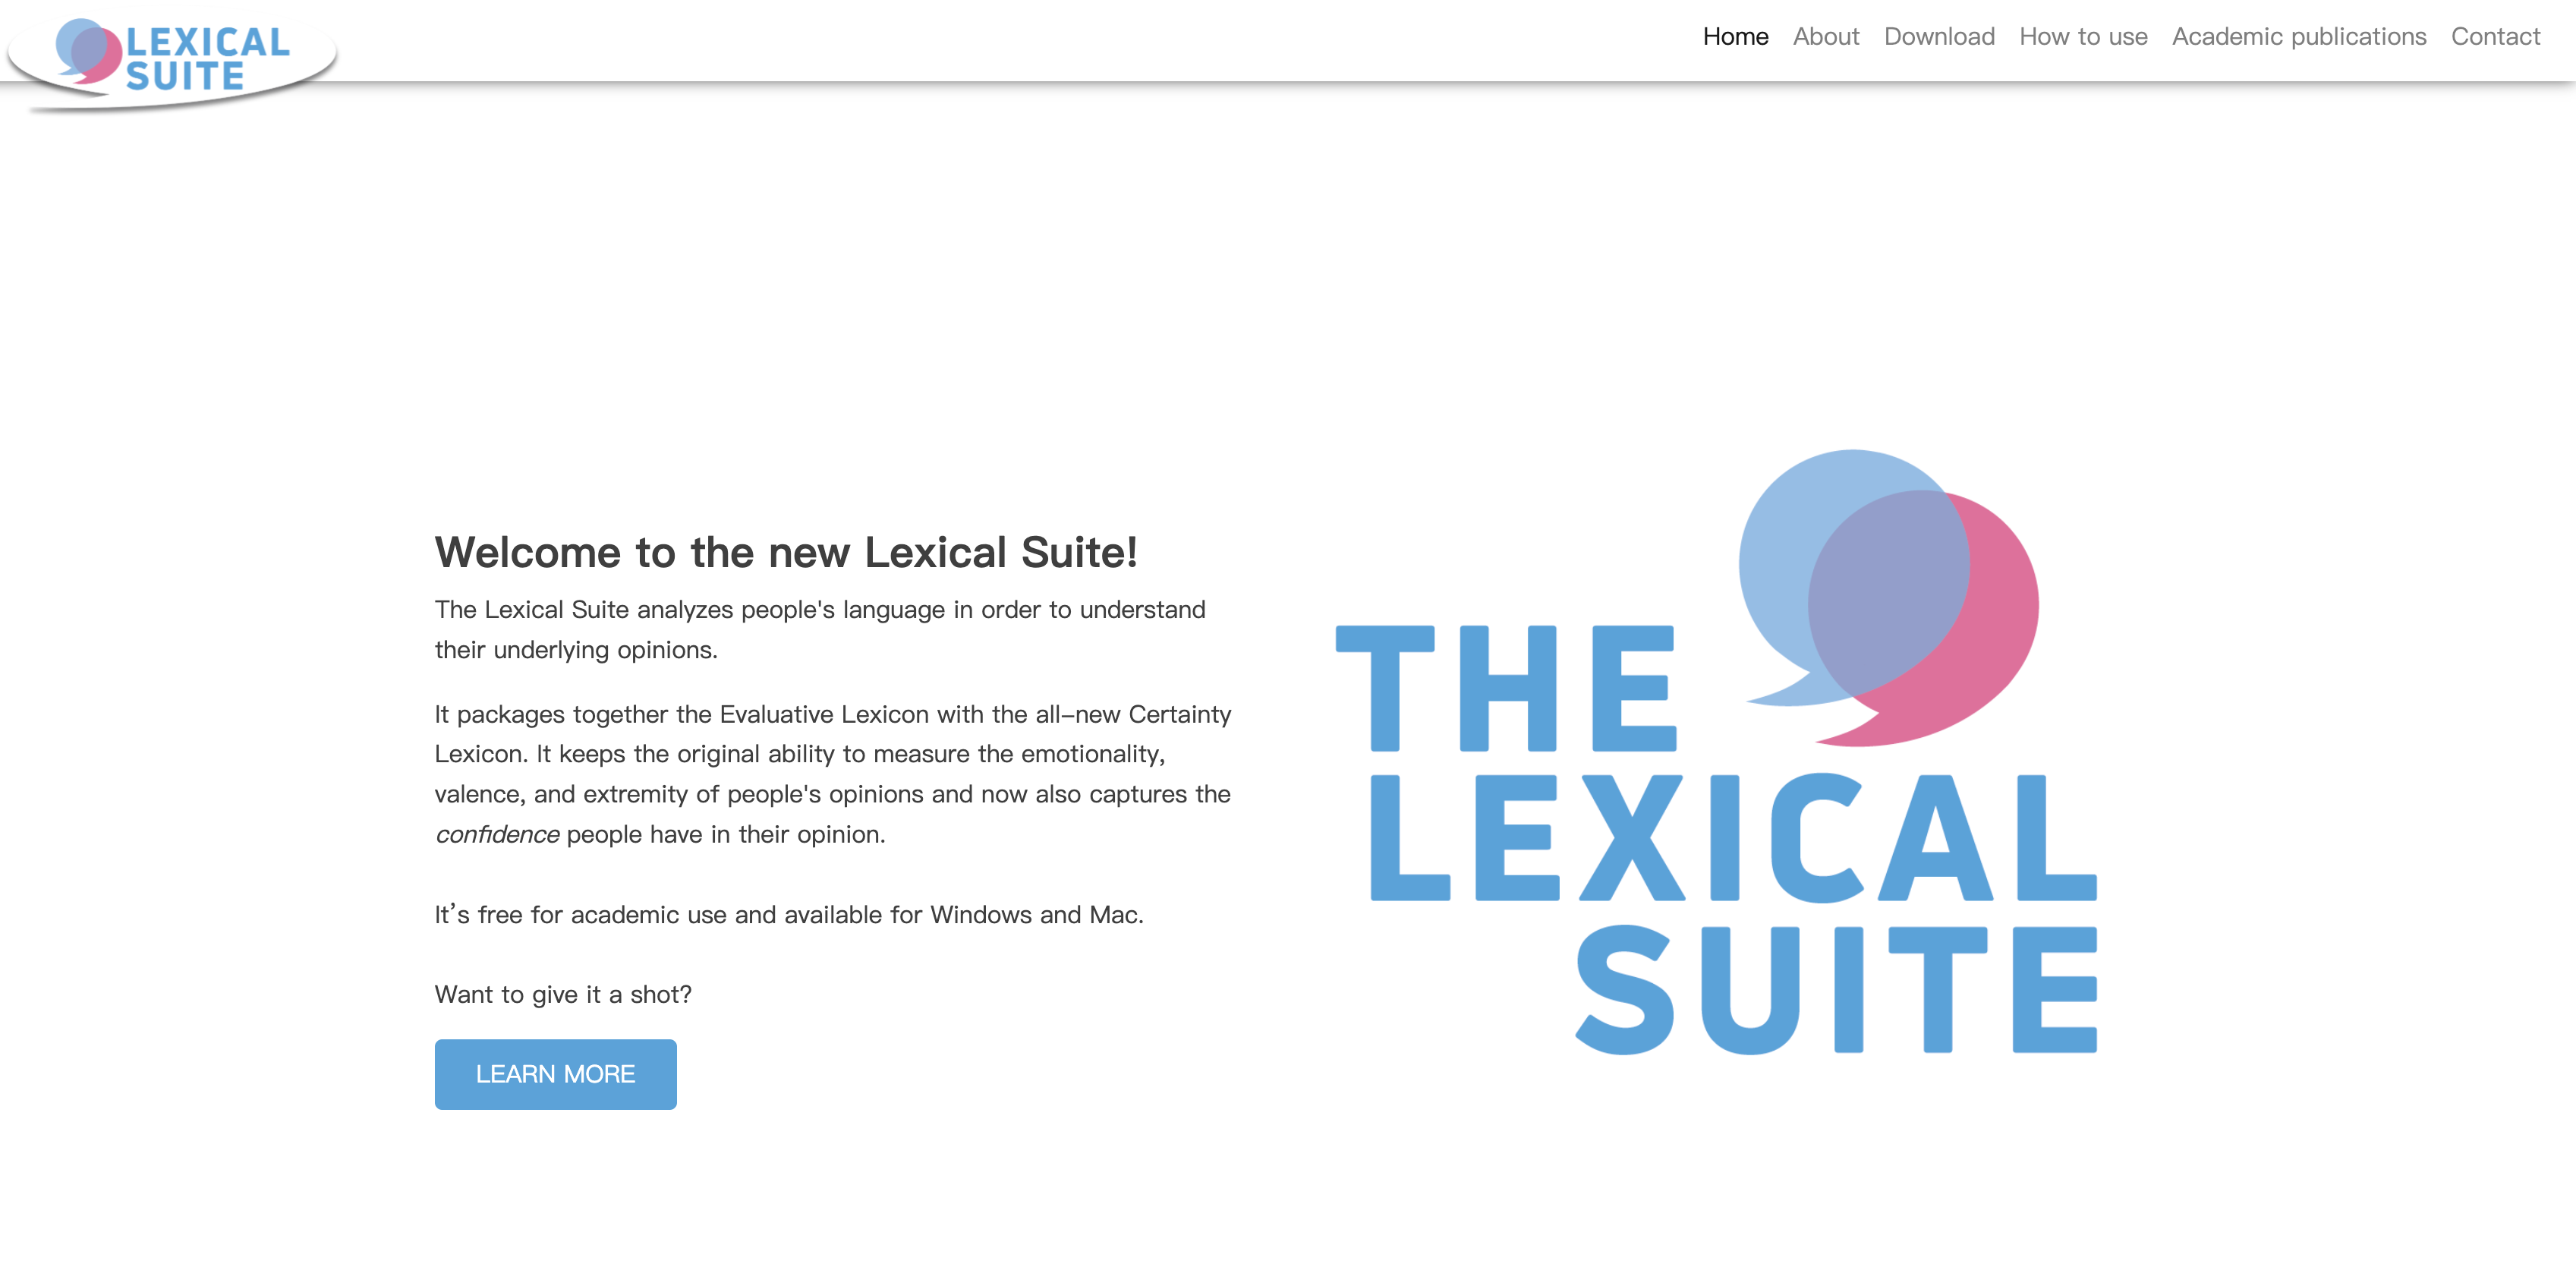 LEXICAL
SUITE
Home About Download How to use Academic publications Contact
Welcome to the new Lexical Suite!
The Lexical Suite analyzes people's language in order to understand
their underlying opinions.
It packages together the Evaluative Lexicon with the all-new Certainty
Lexicon. It keeps the original ability to measure the emotionality,
valence, and extremity of people's opinions and now also captures the
confidence people have in their opinion.
It’s free for academic use and available for Windows and Mac.
Want to give it a shot?
LEARN MORE
THE
LEXICAL
SUITE